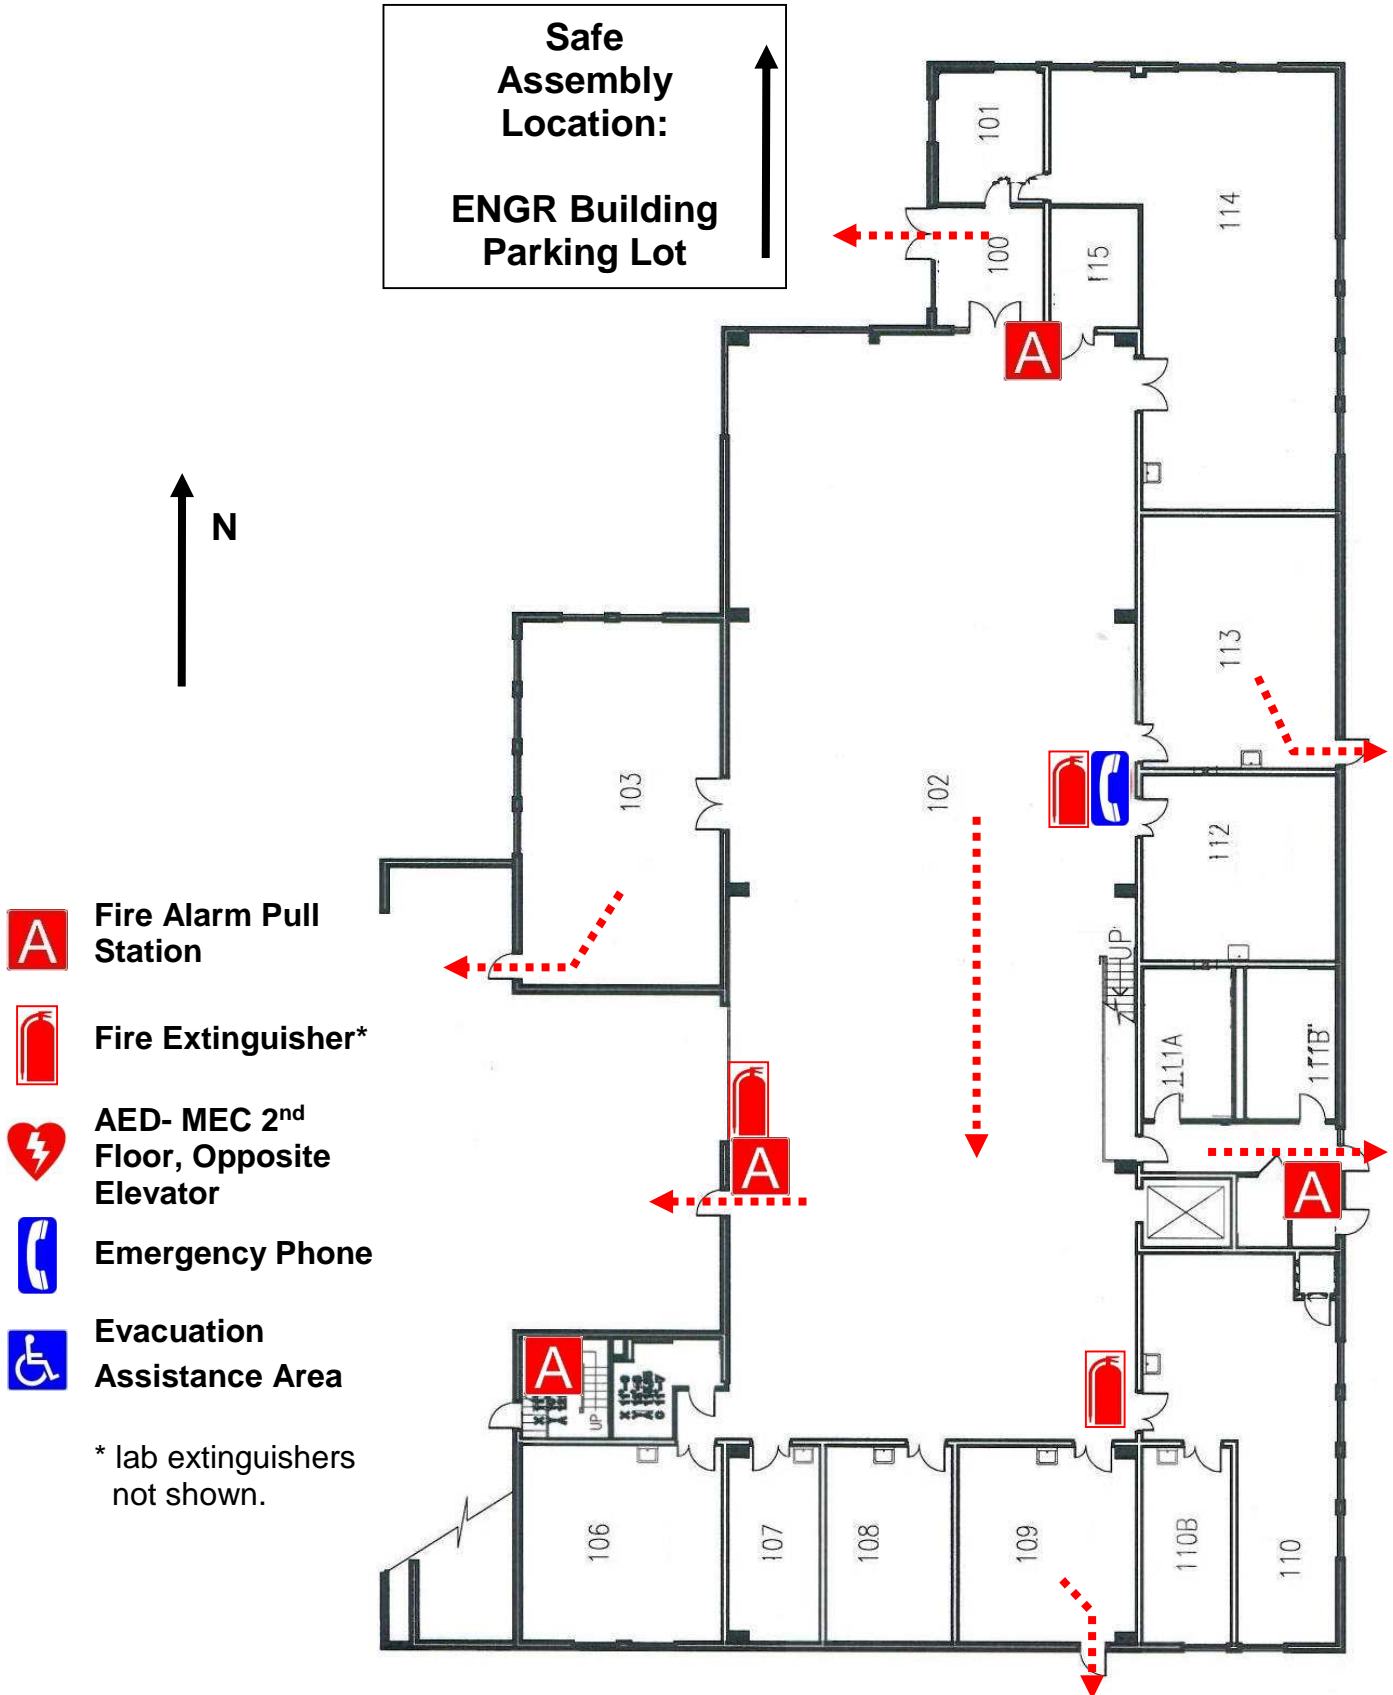 Safe
Assembly
Location:
ENGR Building
Parking Lot
N
A
Fire Alarm Pull
Station
Fire Extinguisher*
AED- MEC 2nd
Floor, Opposite
Elevator
Emergency Phone
Evacuation
Assistance Area
* lab extinguishers
not shown.
101
114
100
115
A
113
103
102
112
UP
111A
111B
A
A
A
UP
106
107
108
109
110B
110